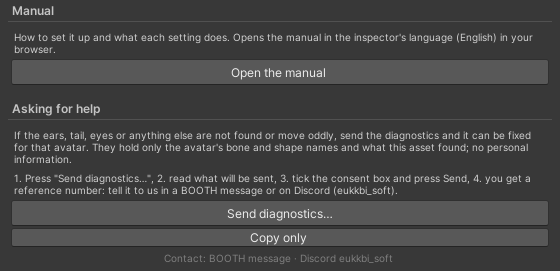 Manual
How to set it up and what each setting does. Opens the manual in the inspector's language (English) in your
browser.
Open the manual
Asking for help
If the ears, tail, eyes or anything else are not found or move oddly, send the diagnostics and it can be fixed
for that avatar. They hold only the avatar's bone and shape names and what this asset found; no personal
information.
1. Press "Send diagnostics...", 2. read what will be sent, 3. tick the consent box and press Send, 4. you get a
reference number: tell it to us in a BOOTH message or on Discord (eukkbi_soft).
Send diagnostics...
Copy only
Contact: BOOTH message · Discord eukkbi_soft